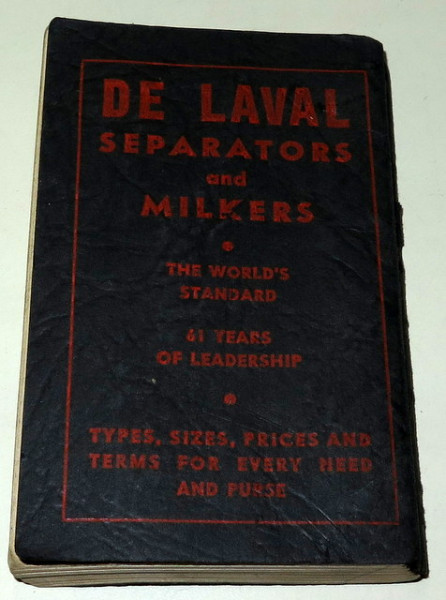 DE LAVAL
SEPARATORS
and
MILKERS
THE WORLD'S
STANDARD
61 YEARS
OF LEADERSHIP
TYPES, SIZES, PRICES AND
TERMS FOR EVERY NEED
AND PURSE